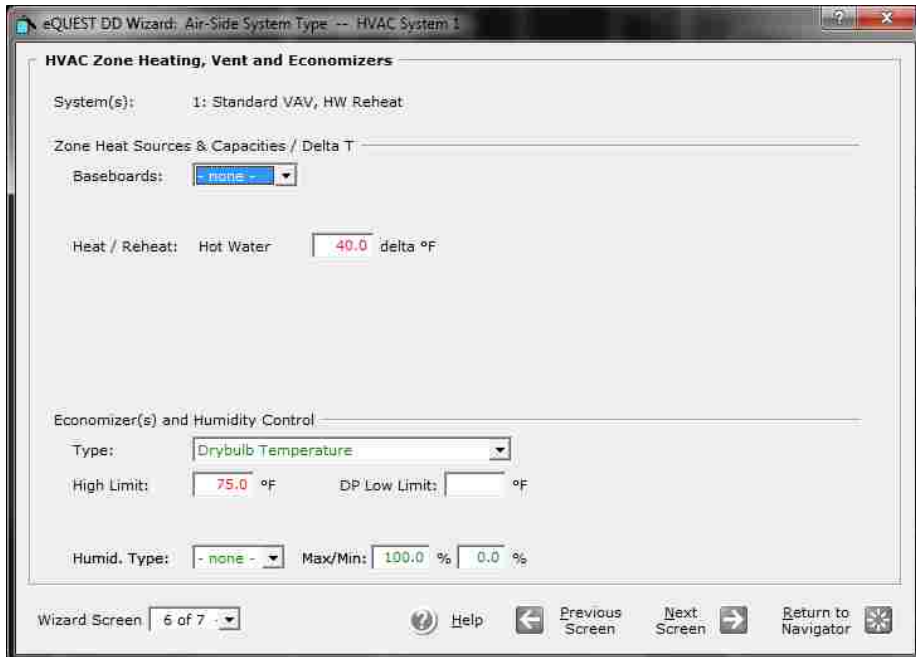 eQUEST DD Wizard: Air-Side System Type -- HVAC System 1
? X
HVAC Zone Heating, Vent and Economizers
System(s): 1: Standard VAV, HW Reheat
Zone Heat Sources & Capacities / Delta T
Baseboards: - none -
Heat / Reheat: Hot Water 40.0 delta °F
Economizer(s) and Humidity Control
Type: Drybulb Temperature
High Limit: 75.0 °F DP Low Limit: °F
Humid. Type: - none - Max/Min: 100.0 % 0.0 %
Wizard Screen 6 of 7 ? Help Previous Screen Next Screen Return to Navigator